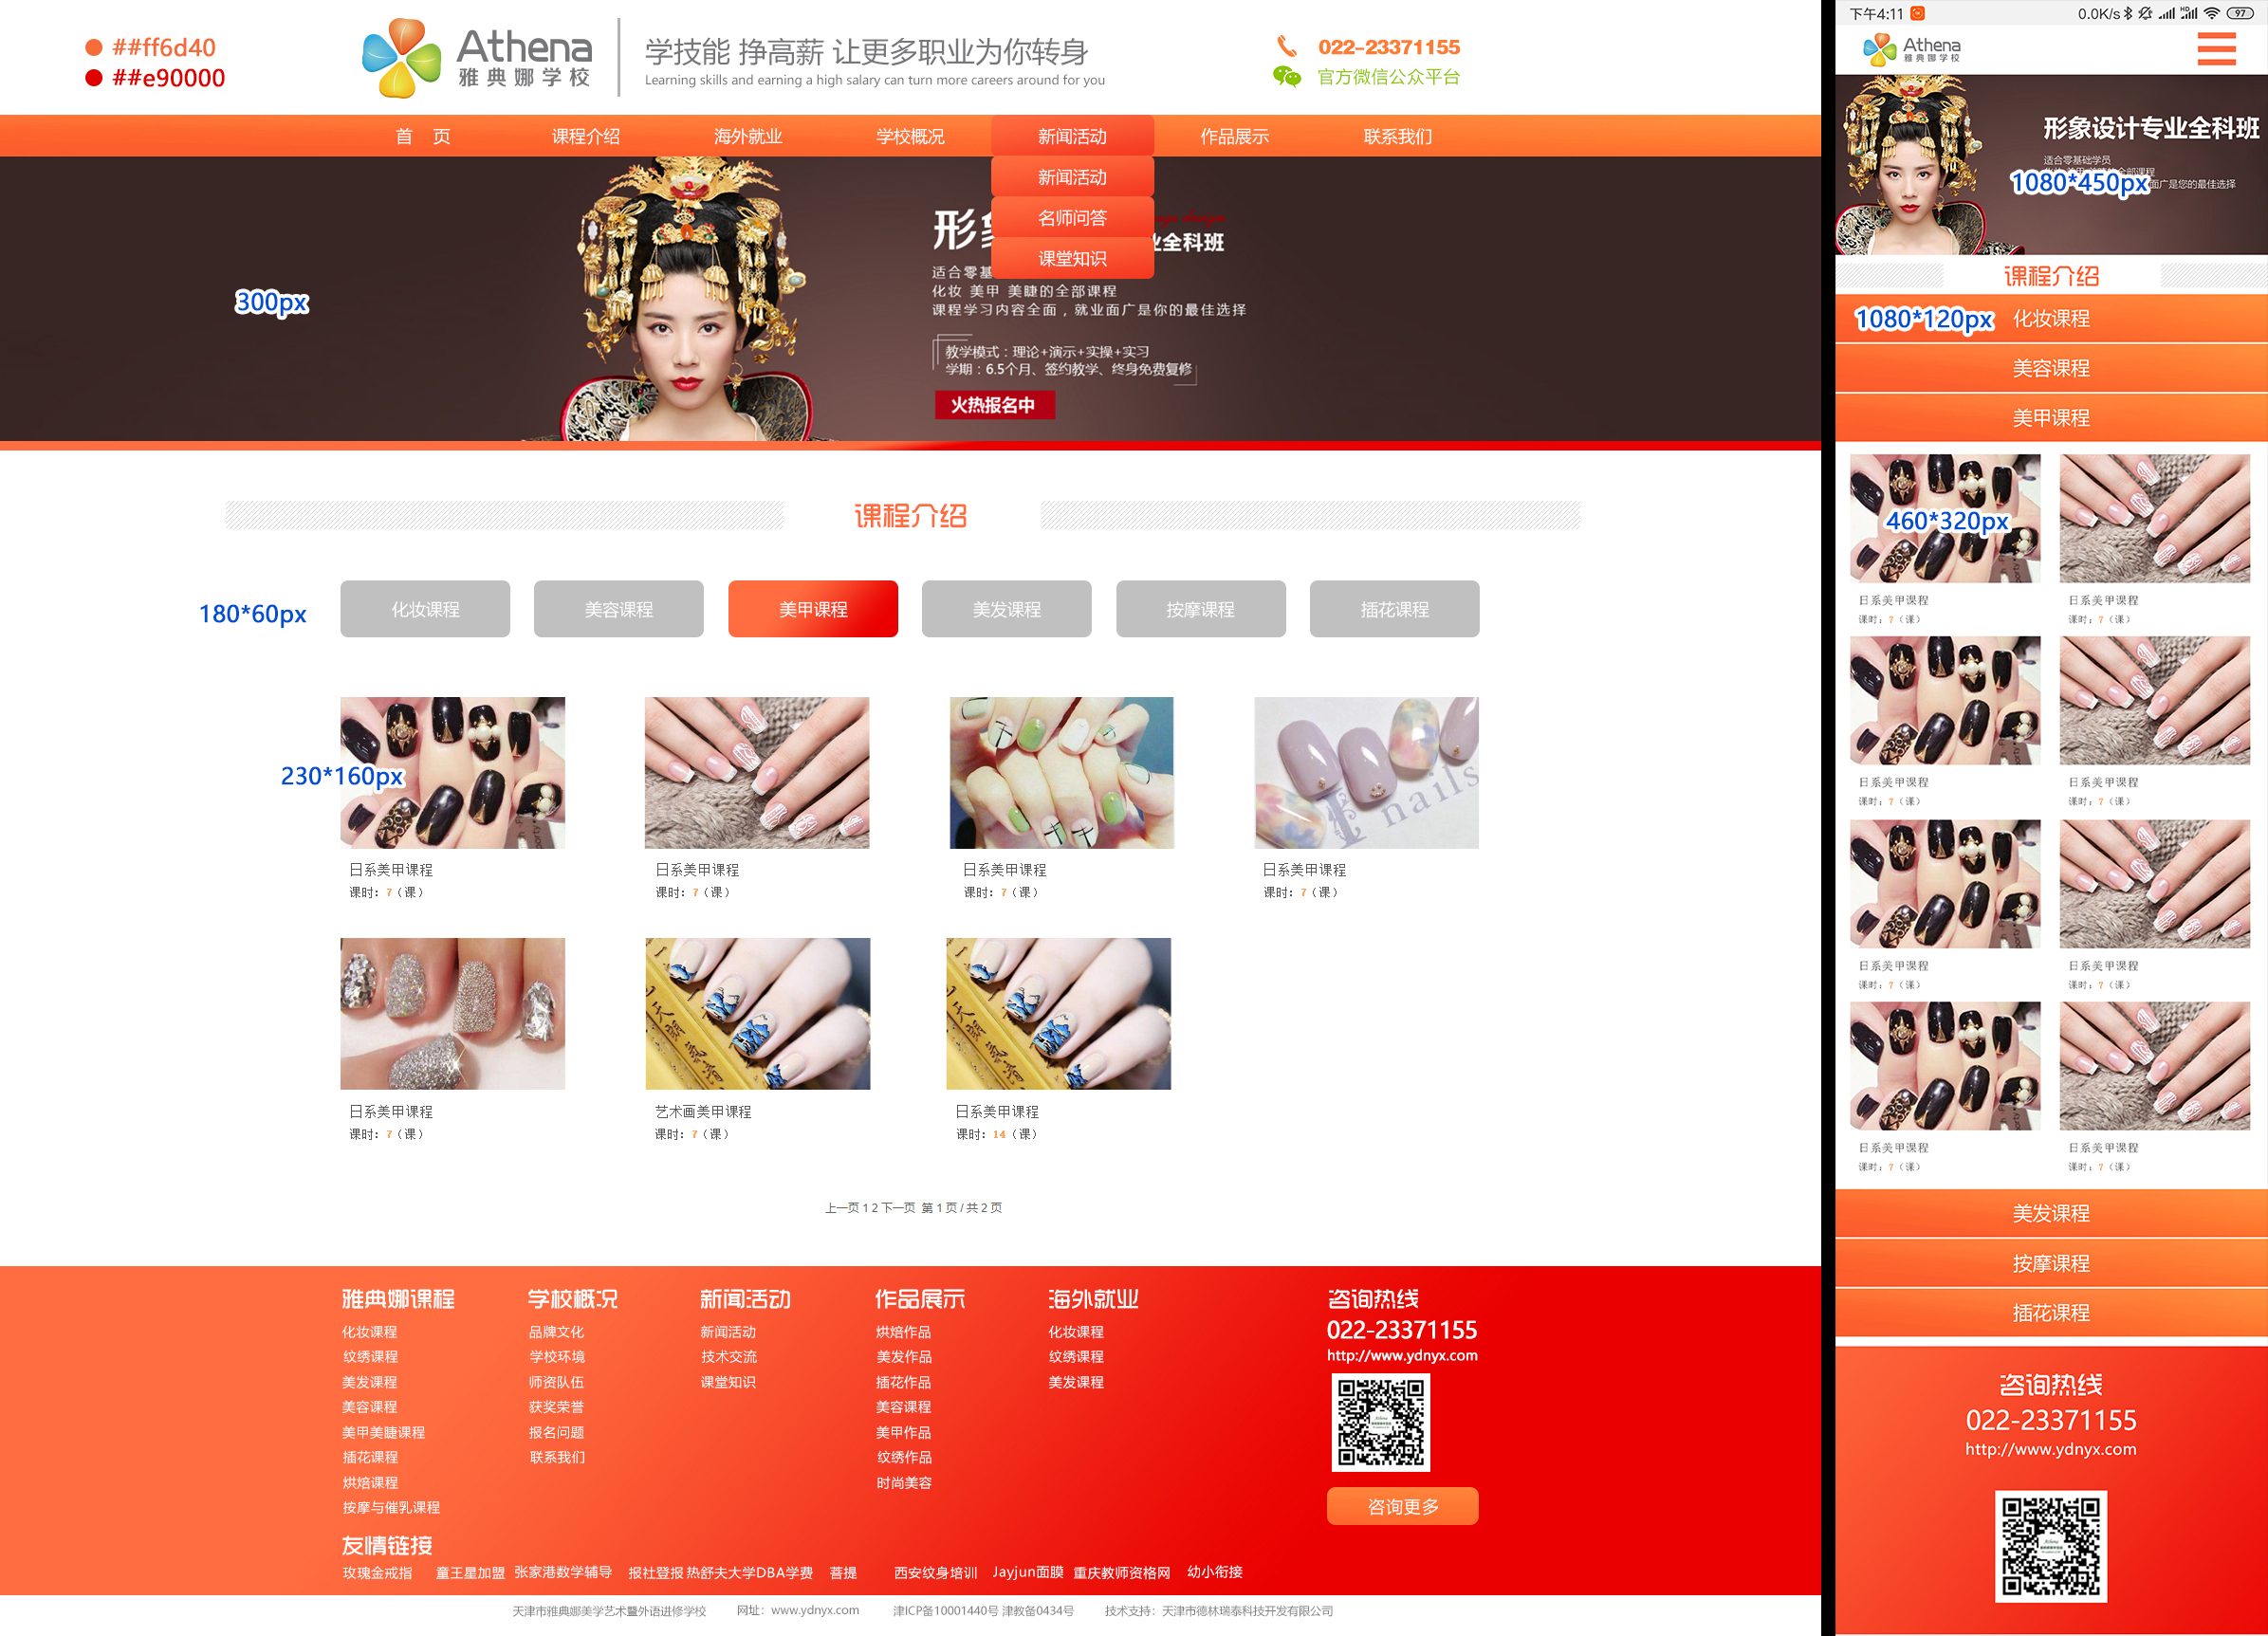 ##ff6d40
##e90000
Athena
雅典娜学校
学技能 挣高薪 让更多职业为你转身
Learning skills and earning a high salary can turn more careers around for you
022-23371155
官方微信公众平台
首 页
课程介绍
海外就业
学校概况
新闻活动
作品展示
联系我们
新闻活动
名师问答
课堂知识
形
业全科班
适合零基
化妆 美甲 美睫的全部课程
课程学习内容全面，就业面广是你的最佳选择
教学模式：理论+演示+实操+实习
学期：6.5个月、签约教学、终身免费复修
火热报名中
300px
课程介绍
180*60px
化妆课程
美容课程
美甲课程
美发课程
按摩课程
插花课程
230*160px
nails
日系美甲课程
课时：7（课）
日系美甲课程
课时：7（课）
日系美甲课程
课时：7（课）
日系美甲课程
课时：7（课）
日系美甲课程
课时：7（课）
艺术画美甲课程
课时：7（课）
日系美甲课程
课时：14（课）
上一页 1 2 下一页 第 1 页 / 共 2 页
雅典娜课程
化妆课程
纹绣课程
美发课程
美容课程
美甲美睫课程
插花课程
烘焙课程
按摩与催乳课程
学校概况
品牌文化
学校环境
师资队伍
获奖荣誉
报名问题
联系我们
新闻活动
新闻活动
技术交流
课堂知识
作品展示
烘焙作品
美发作品
插花作品
美容课程
美甲作品
纹绣作品
时尚美容
海外就业
化妆课程
纹绣课程
美发课程
咨询热线
022-23371155
http://www.ydnyx.com
咨询更多
友情链接
玫瑰金戒指 童王星加盟 张家港数学辅导 报社登报 热舒夫大学DBA学费 菩提 西安纹身培训 Jayjun面膜 重庆教师资格网 幼小衔接
天津市雅典娜美学艺术暨外语进修学校 网址：www.ydnyx.com 津ICP备10001440号 津教备0434号 技术支持：天津市德林瑞泰科技开发有限公司
下午4:11
0.0K/s
HD
97
Athena
雅典娜学校
形象设计专业全科班
适合零基础学员
1080*450px
面广是您的最佳选择
课程介绍
1080*120px
化妆课程
美容课程
美甲课程
460*320px
日系美甲课程
课时：7（课）
日系美甲课程
课时：7（课）
日系美甲课程
课时：7（课）
日系美甲课程
课时：7（课）
日系美甲课程
课时：7（课）
日系美甲课程
课时：7（课）
日系美甲课程
课时：7（课）
日系美甲课程
课时：7（课）
美发课程
按摩课程
插花课程
咨询热线
022-23371155
http://www.ydnyx.com